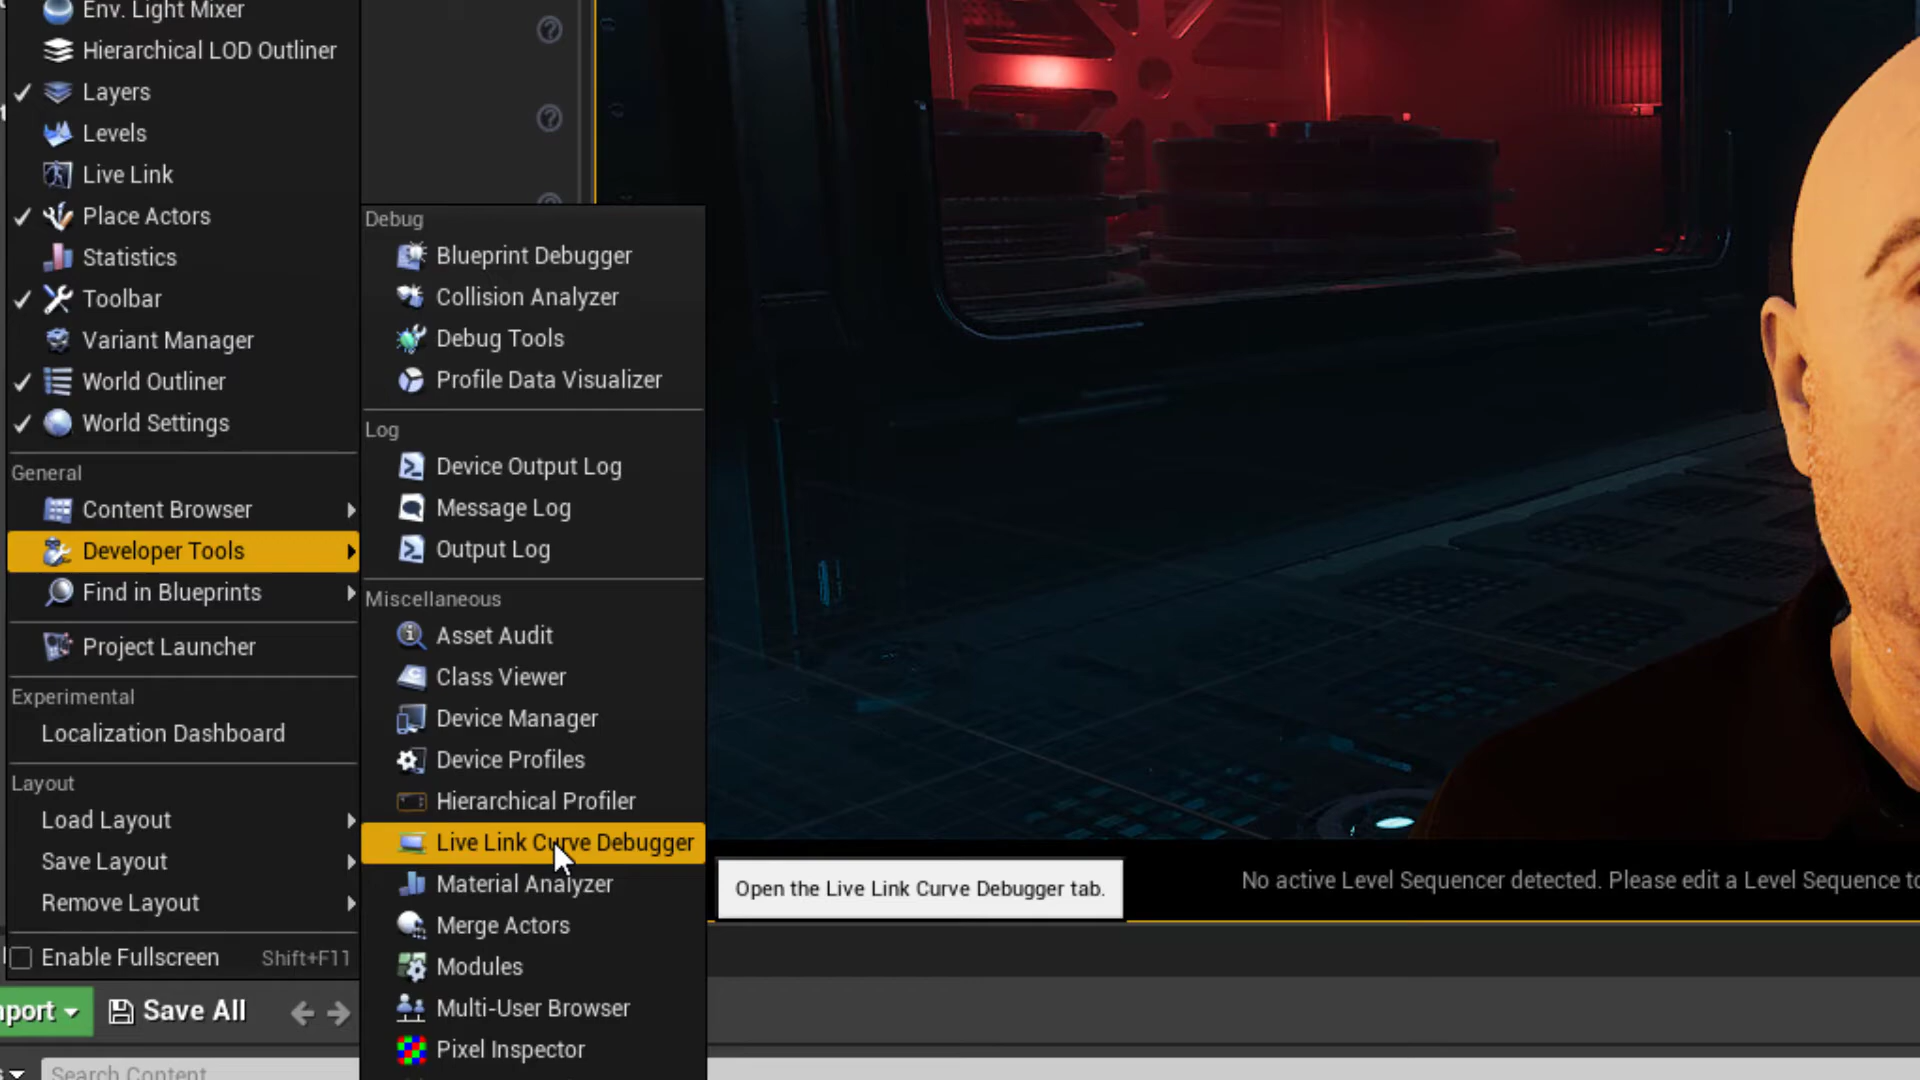 Env. Light Mixer
Hierarchical LOD Outliner
Layers
Levels
Live Link
Place Actors
Statistics
Toolbar
Variant Manager
World Outliner
World Settings
General
Content Browser
Developer Tools
Find in Blueprints
Project Launcher
Experimental
Localization Dashboard
Layout
Load Layout
Save Layout
Remove Layout
Enable Fullscreen Shift+F11
Save All
Search Content
Debug
Blueprint Debugger
Collision Analyzer
Debug Tools
Profile Data Visualizer
Log
Device Output Log
Message Log
Output Log
Miscellaneous
Asset Audit
Class Viewer
Device Manager
Device Profiles
Hierarchical Profiler
Live Link Curve Debugger
Material Analyzer
Merge Actors
Modules
Multi-User Browser
Pixel Inspector
Open the Live Link Curve Debugger tab.
No active Level Sequencer detected. Please edit a Level Sequence to